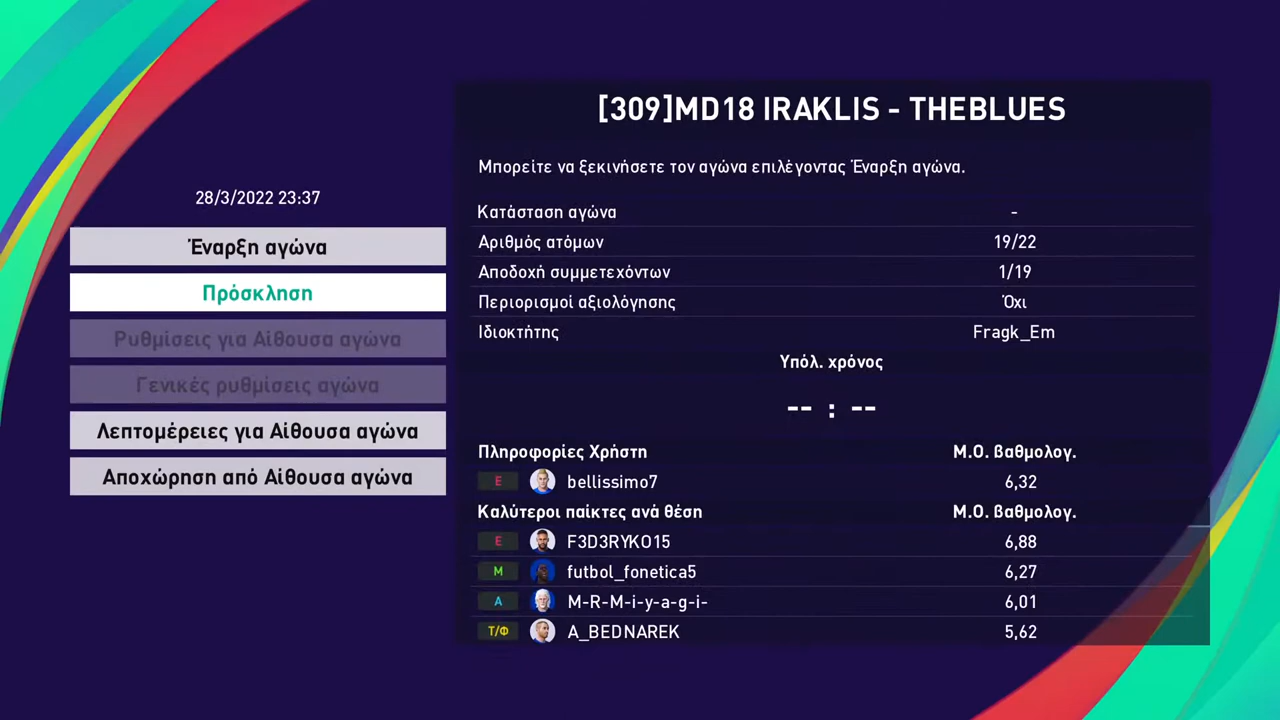 [309]MD18 IRAKLIS - THEBLUES
Μπορείτε να ξεκινήσετε τον αγώνα επιλέγοντας Έναρξη αγώνα.
28/3/2022 23:37
Έναρξη αγώνα
Πρόσκληση
Ρυθμίσεις για Αίθουσα αγώνα
Γενικές ρυθμίσεις αγώνα
Λεπτομέρειες για Αίθουσα αγώνα
Αποχώρηση από Αίθουσα αγώνα
Κατάσταση αγώνα -
Αριθμός ατόμων 19/22
Αποδοχή συμμετεχόντων 1/19
Περιορισμοί αξιολόγησης Όχι
Ιδιοκτήτης Fragk_Em
Υπόλ. χρόνος
-- : --
Πληροφορίες Χρήστη Μ.Ο. βαθμολογ.
Ε bellissimo7 6,32
Καλύτεροι παίκτες ανά θέση Μ.Ο. βαθμολογ.
Ε F3D3RYKO15 6,88
Μ futbol_fonetica5 6,27
Α M-R-M-i-y-a-g-i- 6,01
Τ/Φ A_BEDNAREK 5,62